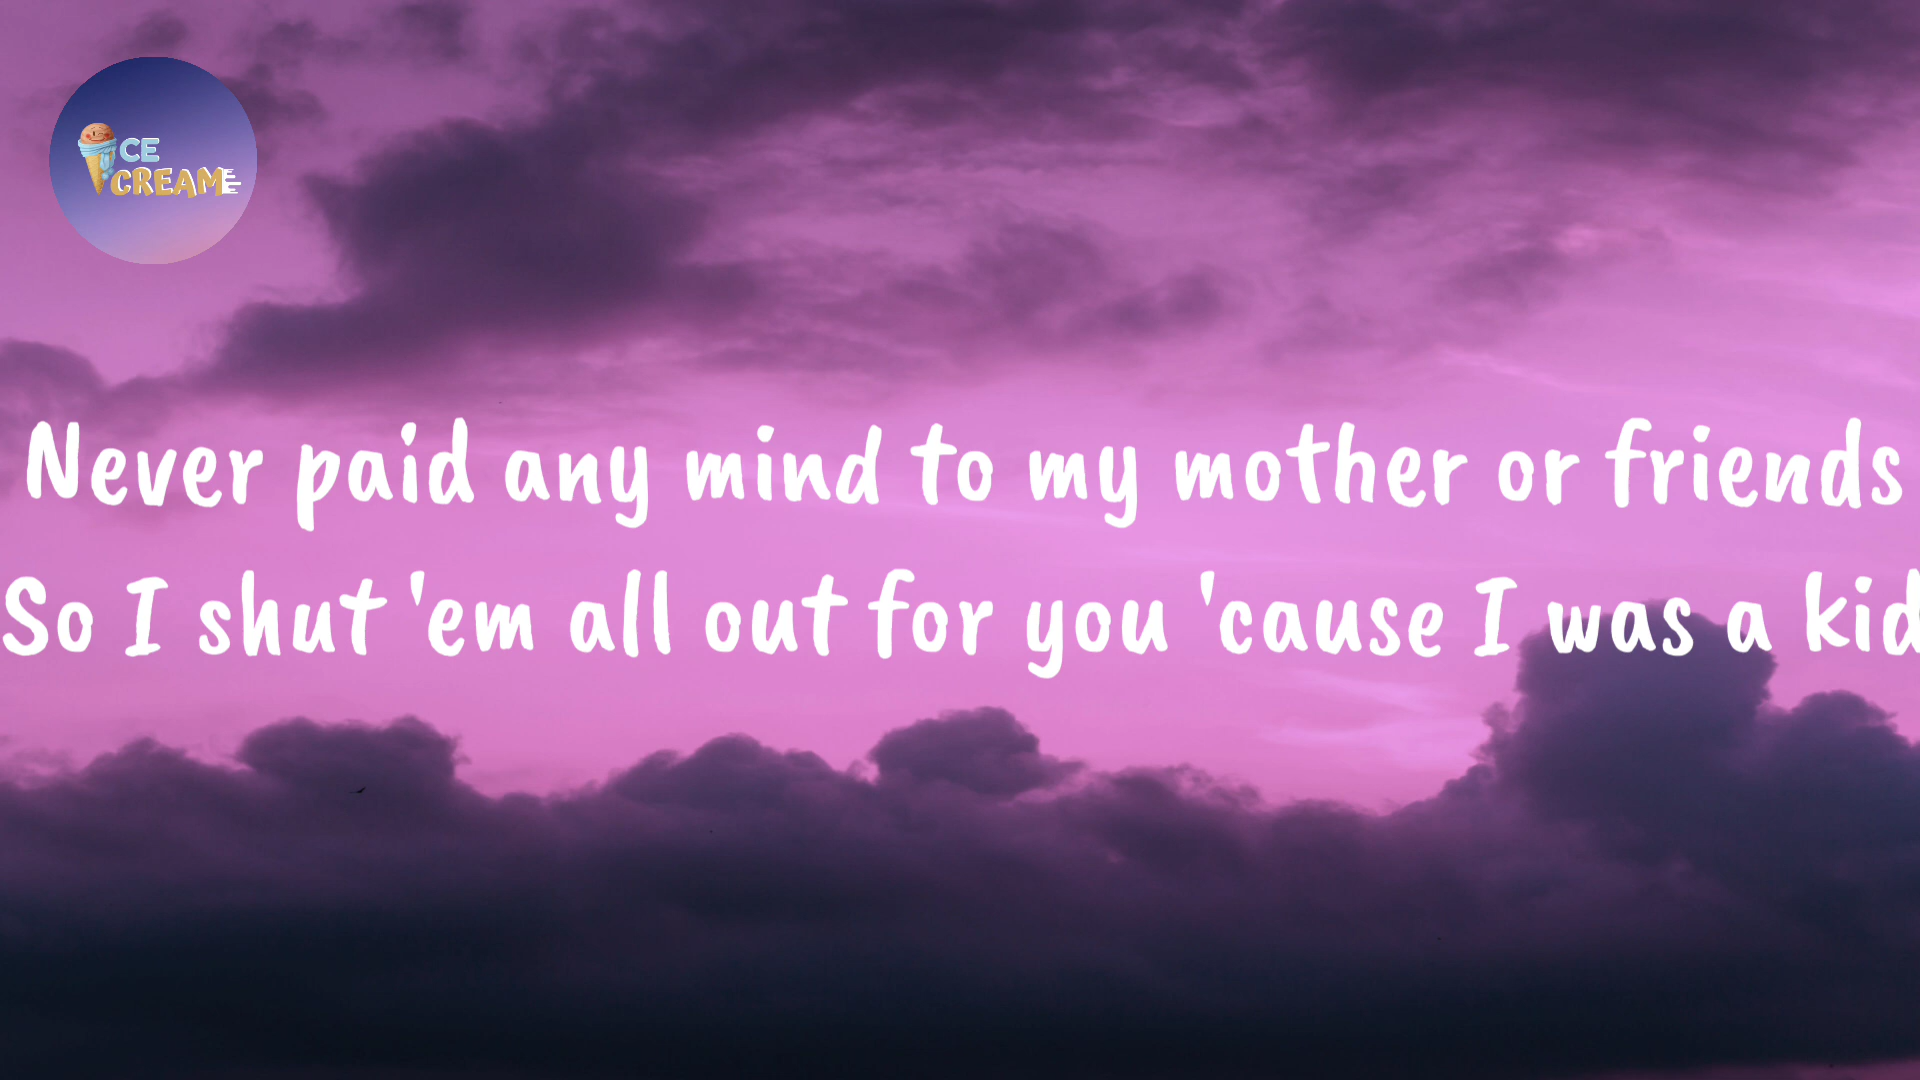 CE
CREAM
Never paid any mind to my mother or friends
So I shut 'em all out for you 'cause I was a kid